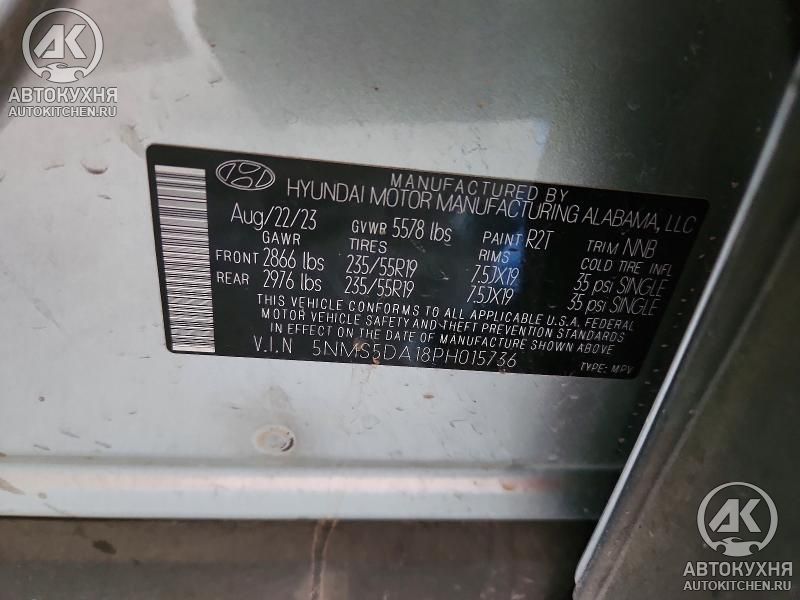 АВТОКУХНЯ
AUTOKITCHEN.RU
MANUFACTURED BY
HYUNDAI MOTOR MANUFACTURING ALABAMA, LLC
Aug/22/23 GVWR 5578 lbs PAINT R2T TRIM NNB
GAWR TIRES RIMS COLD TIRE INFL
FRONT 2866 lbs 235/55R19 7.5JX19 35 psi SINGLE
REAR 2976 lbs 235/55R19 7.5JX19 35 psi SINGLE
THIS VEHICLE CONFORMS TO ALL APPLICABLE U.S.A. FEDERAL
MOTOR VEHICLE SAFETY AND THEFT PREVENTION STANDARDS
IN EFFECT ON THE DATE OF MANUFACTURE SHOWN ABOVE
V.I.N 5NMS5DA18PH015736
TYPE: MPV
АВТОКУХНЯ
AUTOKITCHEN.RU